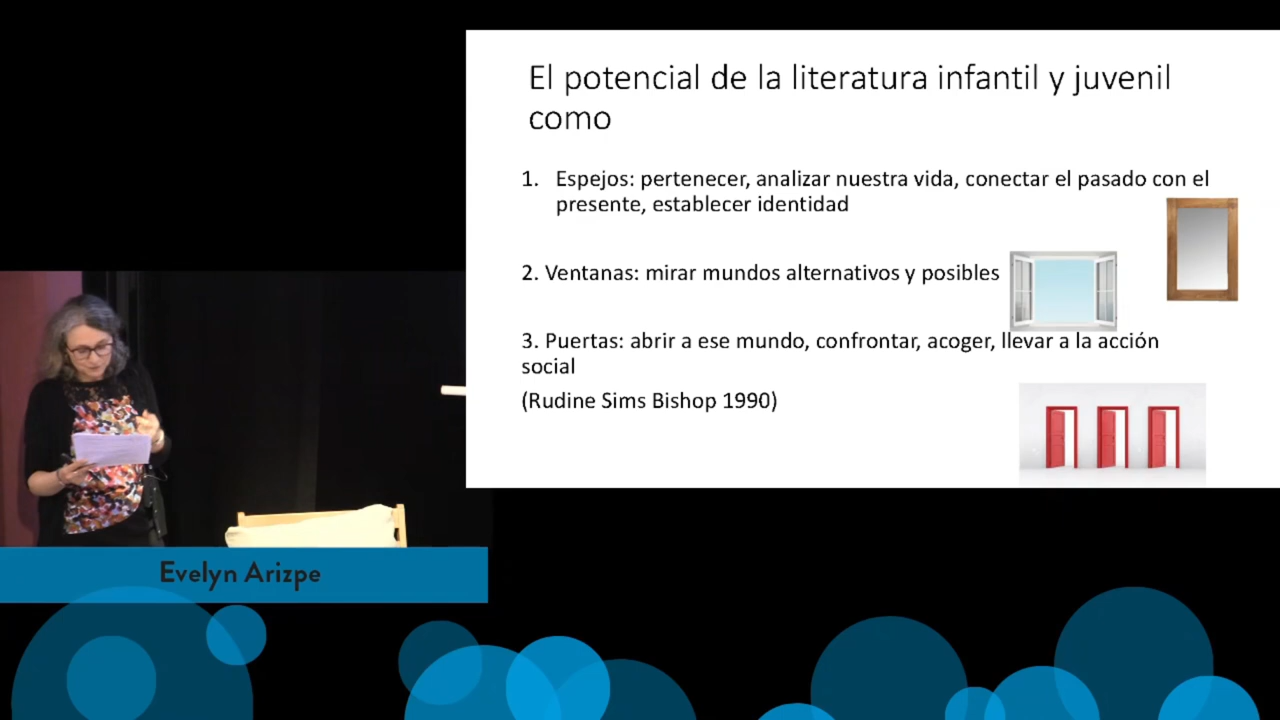 El potencial de la literatura infantil y juvenil
como
1. Espejos: pertenecer, analizar nuestra vida, conectar el pasado con el
presente, establecer identidad
2. Ventanas: mirar mundos alternativos y posibles
3. Puertas: abrir a ese mundo, confrontar, acoger, llevar a la acción
social
(Rudine Sims Bishop 1990)
Evelyn Arizpe